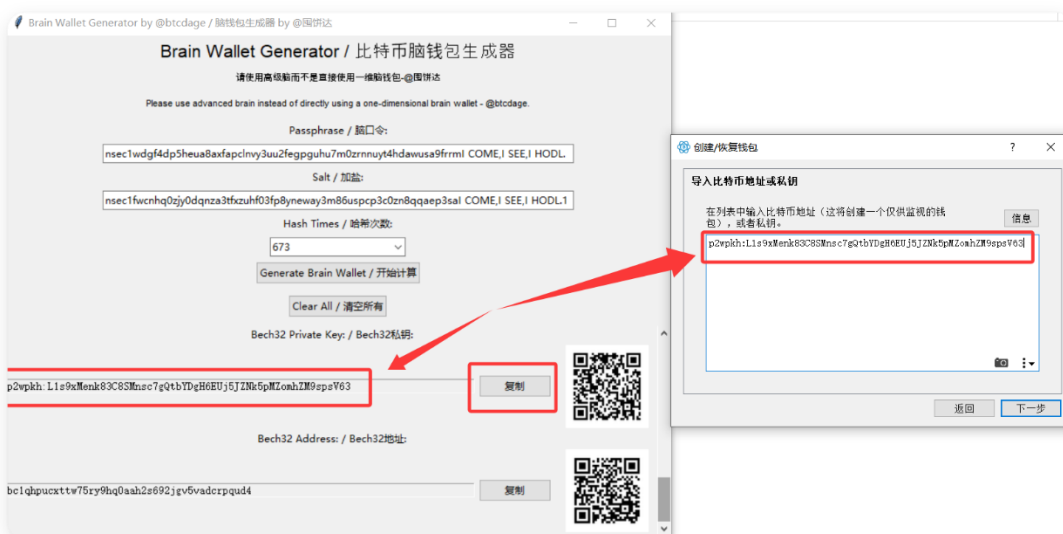 Brain Wallet Generator by @btcdage / 脑钱包生成器 by @囤饼达
Brain Wallet Generator / 比特币脑钱包生成器
请使用高级脑而不是直接使用一维脑钱包-@囤饼达
Please use advanced brain instead of directly using a one-dimensional brain wallet - @btcdage.
Passphrase / 脑口令:
nsec1wdgf4dp5heua8axfapclnvy3uu2fegpguhu7m0zrnnuyt4hdawusa9frrmI COME,I SEE,I HODL.
Salt / 加盐:
nsec1fwcnhq0zjy0dqnza3tfxzuhf03fp8yneway3m86uspcp3c0zn8qqaep3saI COME,I SEE,I HODL.1
Hash Times / 哈希次数:
673
Generate Brain Wallet / 开始计算
Clear All / 清空所有
Bech32 Private Key: / Bech32私钥:
p2wpkh:L1s9xMenk83C8SMnsc7gQtbYDgH6EUj5JZNk5pMZomhZM9spsV63
复制
Bech32 Address: / Bech32地址:
bc1qhpucxttw75ry9hq0aah2s692jgv5vadcrpqud4
复制
创建/恢复钱包
导入比特币地址或私钥
在列表中输入比特币地址（这将创建一个仅供监视的钱
包），或者私钥。
信息
p2wpkh:L1s9xMenk83C8SMnsc7gQtbYDgH6EUj5JZNk5pMZomhZM9spsV63
返回
下一步